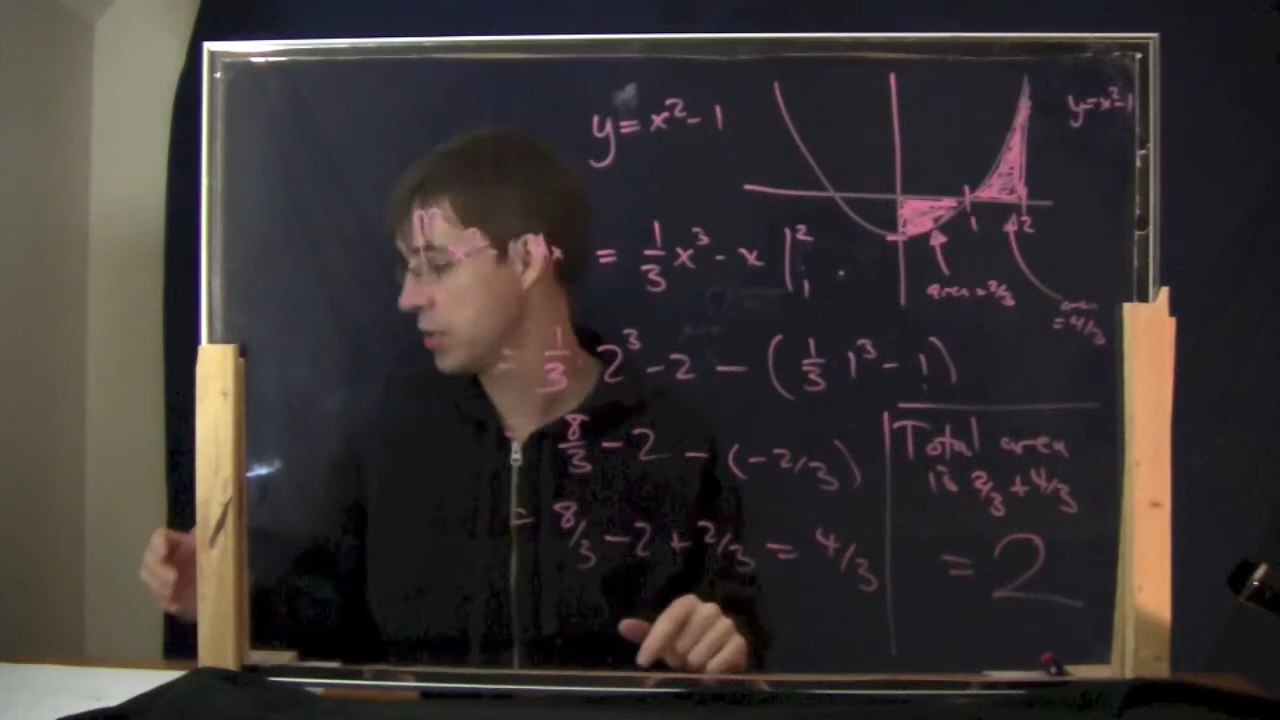 y = x² - 1
y = x² - 1
1
2
area = 2/3
area
= 4/3
= 1/3 x³ - x |₁²
= 1/3 2³ - 2 - (1/3 1³ - 1)
= 8/3 - 2 - (-2/3)
= 8/3 - 2 + 2/3 = 4/3
Total area
is 2/3 + 4/3
= 2